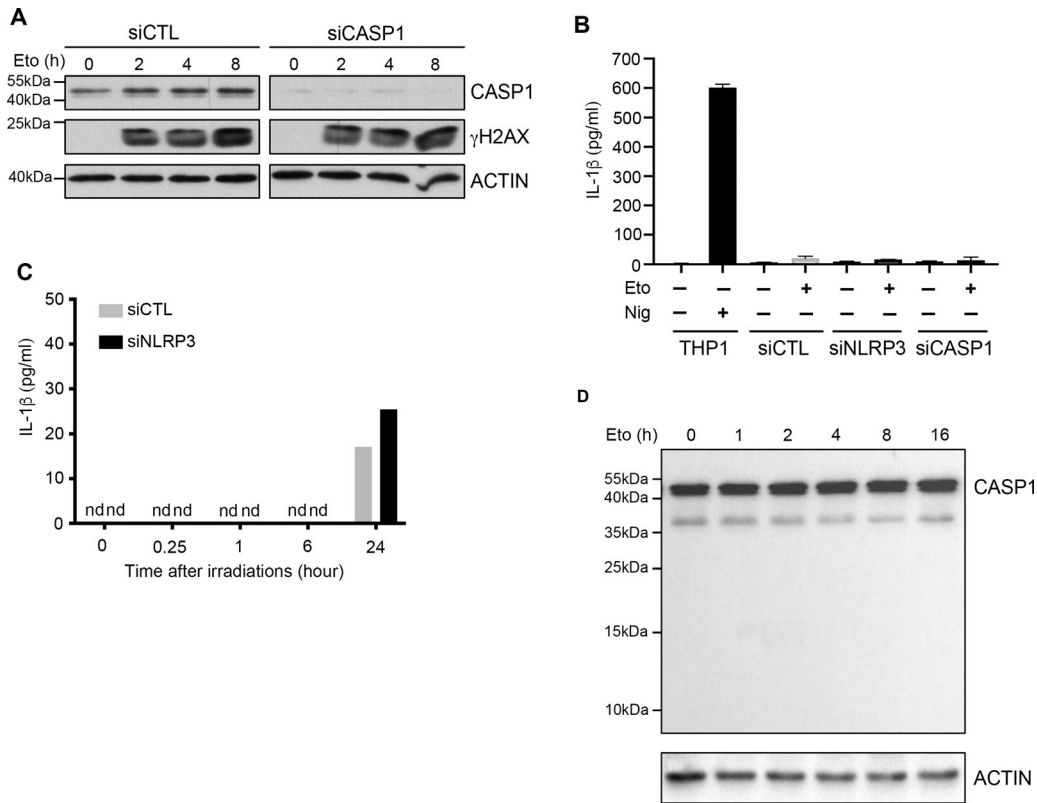 A
siCTL siCASP1
Eto (h) 0 2 4 8 0 2 4 8
55kDa
40kDa
CASP1
25kDa
γH2AX
40kDa
ACTIN
B
IL-1β (pg/ml)
700
600
500
400
300
200
100
0
Eto – – – + – + – +
Nig – + – – – – – –
THP1 siCTL siNLRP3 siCASP1
C
IL-1β (pg/ml)
50
40
30
20
10
0
siCTL
siNLRP3
nd nd nd nd nd nd nd nd
0 0.25 1 6 24
Time after irradiations (hour)
D
Eto (h) 0 1 2 4 8 16
55kDa
40kDa
35kDa
25kDa
15kDa
10kDa
CASP1
ACTIN